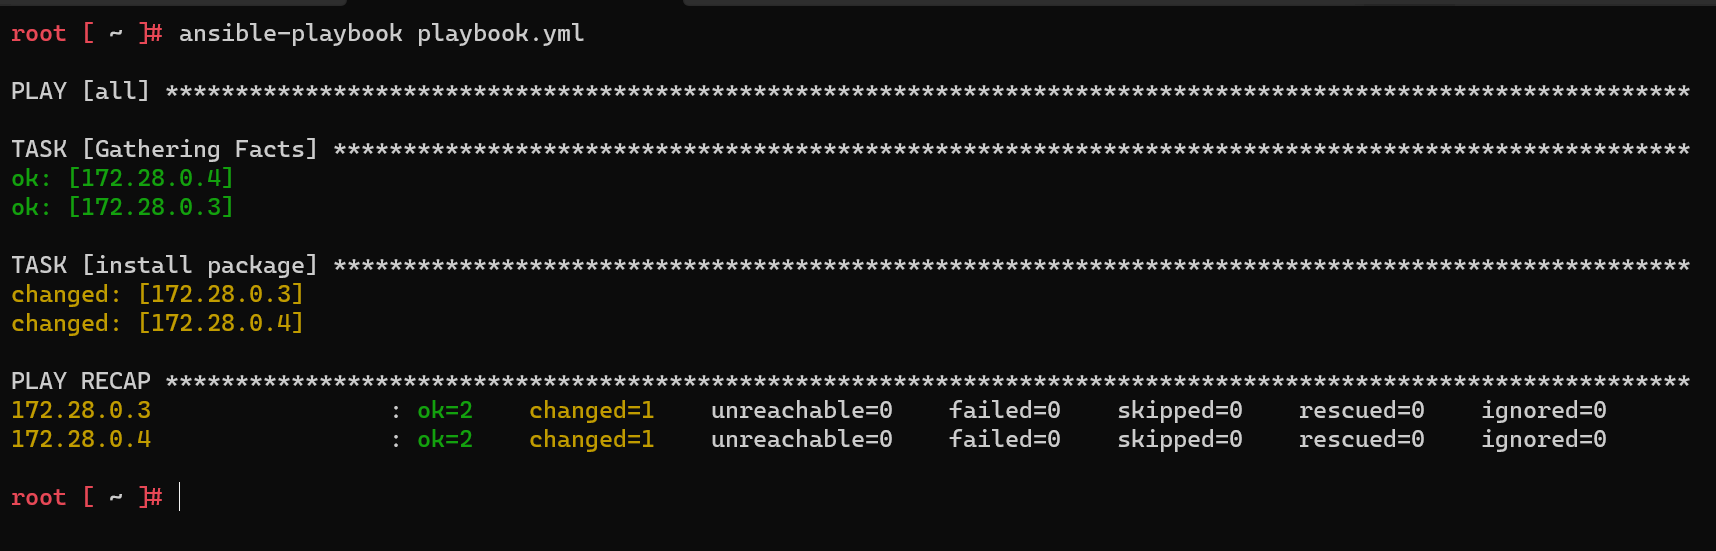 root [ ~ ]# ansible-playbook playbook.yml
PLAY [all] *************************************************************************************************************
TASK [Gathering Facts] *************************************************************************************************
ok: [172.28.0.4]
ok: [172.28.0.3]
TASK [install package] *************************************************************************************************
changed: [172.28.0.3]
changed: [172.28.0.4]
PLAY RECAP *************************************************************************************************************
172.28.0.3                 : ok=2    changed=1    unreachable=0    failed=0    skipped=0    rescued=0    ignored=0
172.28.0.4                 : ok=2    changed=1    unreachable=0    failed=0    skipped=0    rescued=0    ignored=0
root [ ~ ]#